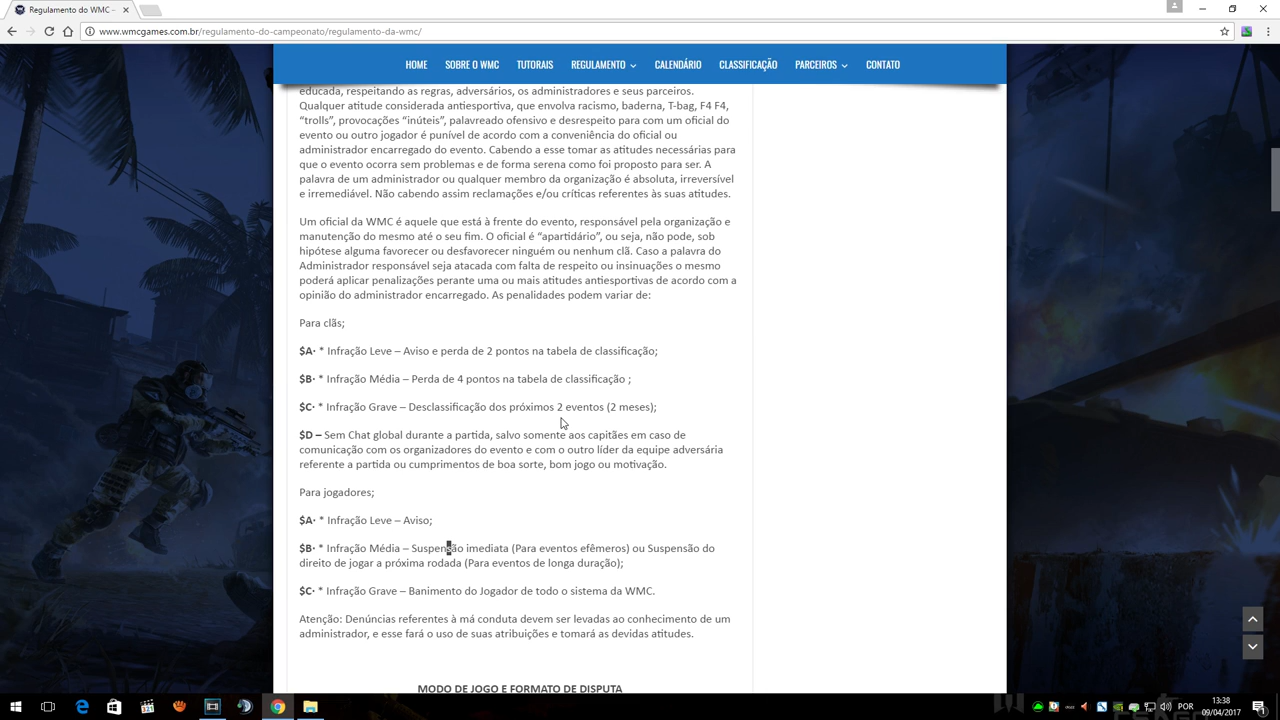 Regulamento do WMC -
www.wmcgames.com.br/regulamento-do-campeonato/regulamento-da-wmc/
HOME SOBRE O WMC TUTORAIS REGULAMENTO CALENDÁRIO CLASSIFICAÇÃO PARCEIROS CONTATO
educada, respeitando as regras, adversários, os administradores e seus parceiros.
Qualquer atitude considerada antiesportiva, que envolva racismo, baderna, T-bag, F4 F4,
“trolls”, provocações “inúteis”, palavreado ofensivo e desrespeito para com um oficial do
evento ou outro jogador é punível de acordo com a conveniência do oficial ou
administrador encarregado do evento. Cabendo a esse tomar as atitudes necessárias para
que o evento ocorra sem problemas e de forma serena como foi proposto para ser. A
palavra de um administrador ou qualquer membro da organização é absoluta, irreversível
e irremediável. Não cabendo assim reclamações e/ou críticas referentes às suas atitudes.
Um oficial da WMC é aquele que está à frente do evento, responsável pela organização e
manutenção do mesmo até o seu fim. O oficial é “apartidário”, ou seja, não pode, sob
hipótese alguma favorecer ou desfavorecer ninguém ou nenhum clã. Caso a palavra do
Administrador responsável seja atacada com falta de respeito ou insinuações o mesmo
poderá aplicar penalizações perante uma ou mais atitudes antiesportivas de acordo com a
opinião do administrador encarregado. As penalidades podem variar de:
Para clãs;
$A· * Infração Leve – Aviso e perda de 2 pontos na tabela de classificação;
$B· * Infração Média – Perda de 4 pontos na tabela de classificação ;
$C· * Infração Grave – Desclassificação dos próximos 2 eventos (2 meses);
$D – Sem Chat global durante a partida, salvo somente aos capitães em caso de
comunicação com os organizadores do evento e com o outro líder da equipe adversária
referente a partida ou cumprimentos de boa sorte, bom jogo ou motivação.
Para jogadores;
$A· * Infração Leve – Aviso;
$B· * Infração Média – Suspensão imediata (Para eventos efêmeros) ou Suspensão do
direito de jogar a próxima rodada (Para eventos de longa duração);
$C· * Infração Grave – Banimento do Jogador de todo o sistema da WMC.
Atenção: Denúncias referentes à má conduta devem ser levadas ao conhecimento de um
administrador, e esse fará o uso de suas atribuições e tomará as devidas atitudes.
MODO DE JOGO E FORMATO DE DISPUTA
POR
13:38
09/04/2017